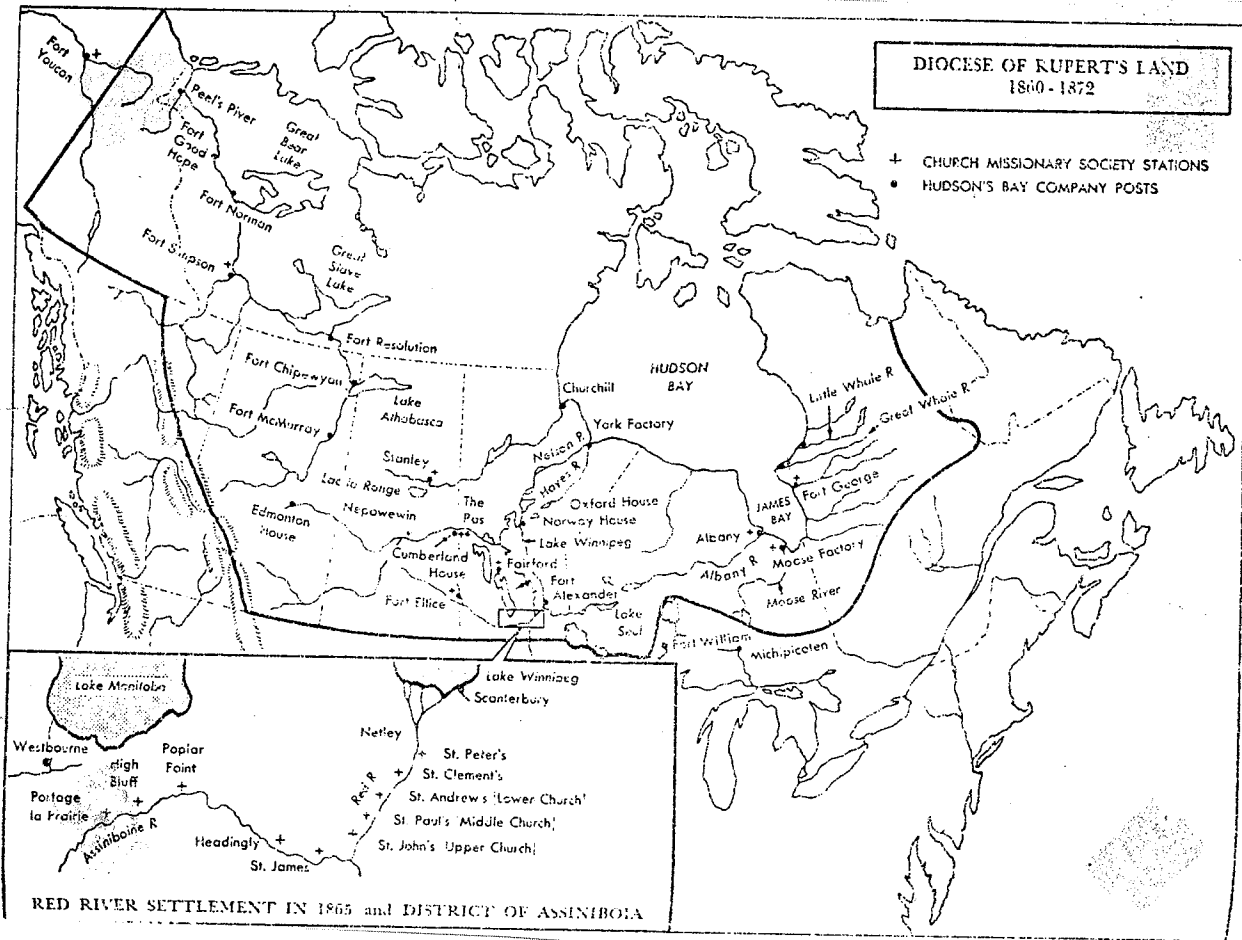 DIOCESE OF RUPERT'S LAND
1860 - 1872
+ CHURCH MISSIONARY SOCIETY STATIONS
• HUDSON'S BAY COMPANY POSTS
Fort
Youcon
Peel's River
Fort
Good
Hope
Great
Bear
Lake
Fort Norman
Fort Simpson
Great
Slave
Lake
Fort Resolution
Fort Chipewyan
Lake
Athabasca
Fort McMurray
Churchill
HUDSON
BAY
Little Whale R
Great Whale R
York Factory
Nelson R.
Hayes R
Stanley
Lac la Ronge
Nepowewin
The
Pas
Edmonton
House
Cumberland
House
Oxford House
Norway House
Lake Winnipeg
Fairford
Fort
Alexander
Fort Ellice
Lake
Seul
JAMES
BAY
Fort George
Albany
Albany R
Moose Factory
Moose River
Fort William
Michipicoten
Lake Manitoba
Lake Winnipeg
Scanterbury
Netley
Westbourne
High
Bluff
Poplar
Point
Portage
la Prairie
Assiniboine R
Red R
St. Peter's
St. Clement's
St. Andrew's (Lower Church)
St. Paul's (Middle Church)
St. John's (Upper Church)
Headingly
St. James
RED RIVER SETTLEMENT IN 1865 and DISTRICT OF ASSINIBOIA